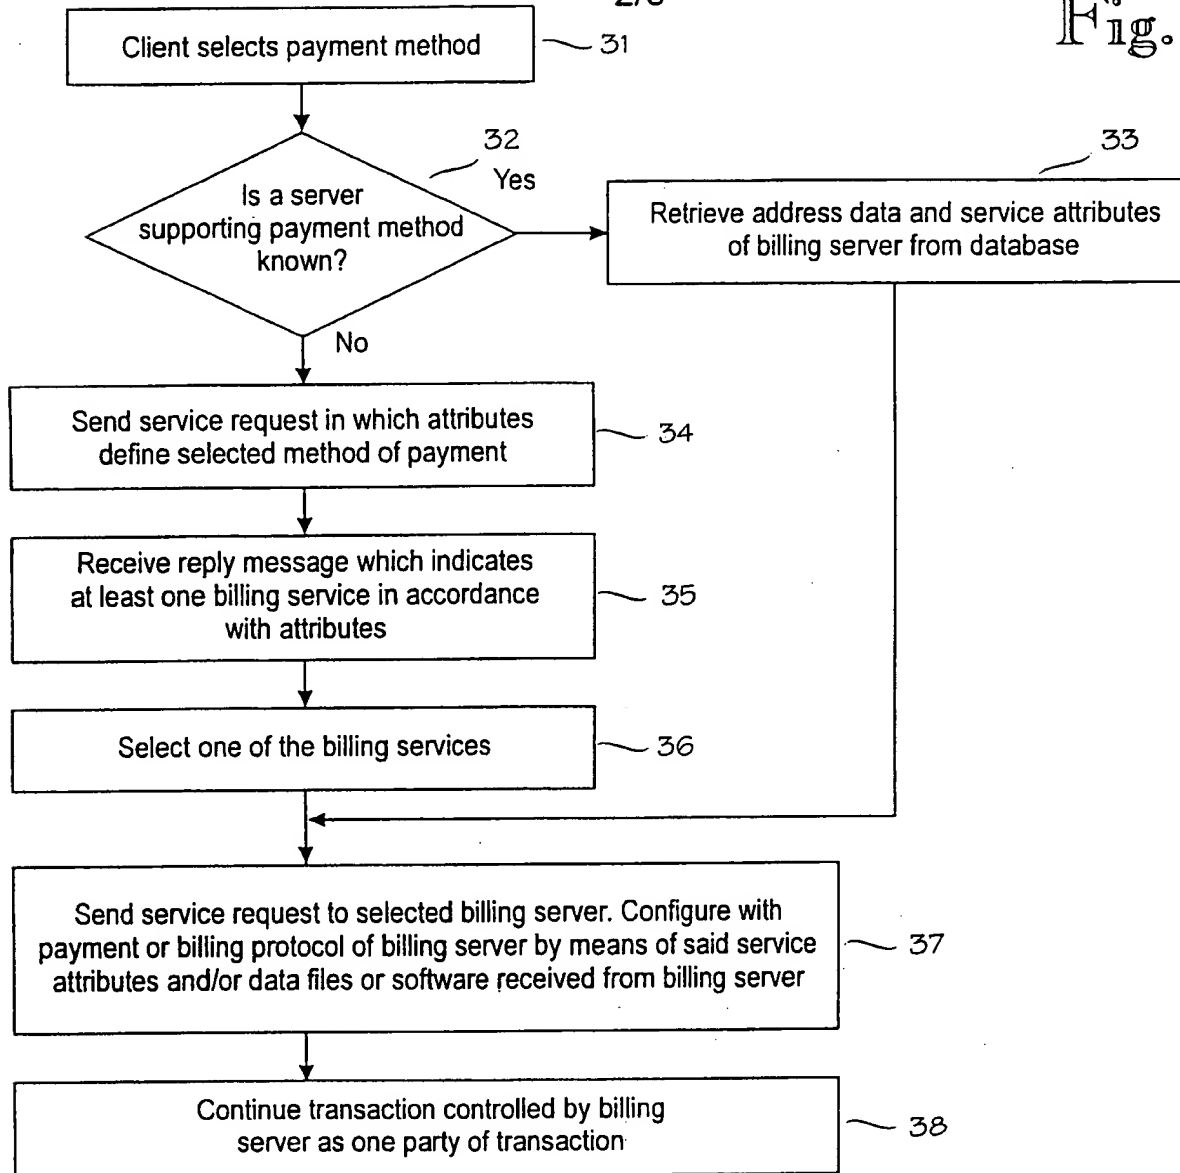 Fig.
Client selects payment method
31
32
Yes
33
Is a server
supporting payment method
known?
Retrieve address data and service attributes
of billing server from database
No
Send service request in which attributes
define selected method of payment
34
Receive reply message which indicates
at least one billing service in accordance
with attributes
35
Select one of the billing services
36
Send service request to selected billing server. Configure with
payment or billing protocol of billing server by means of said service
attributes and/or data files or software received from billing server
37
Continue transaction controlled by billing
server as one party of transaction
38